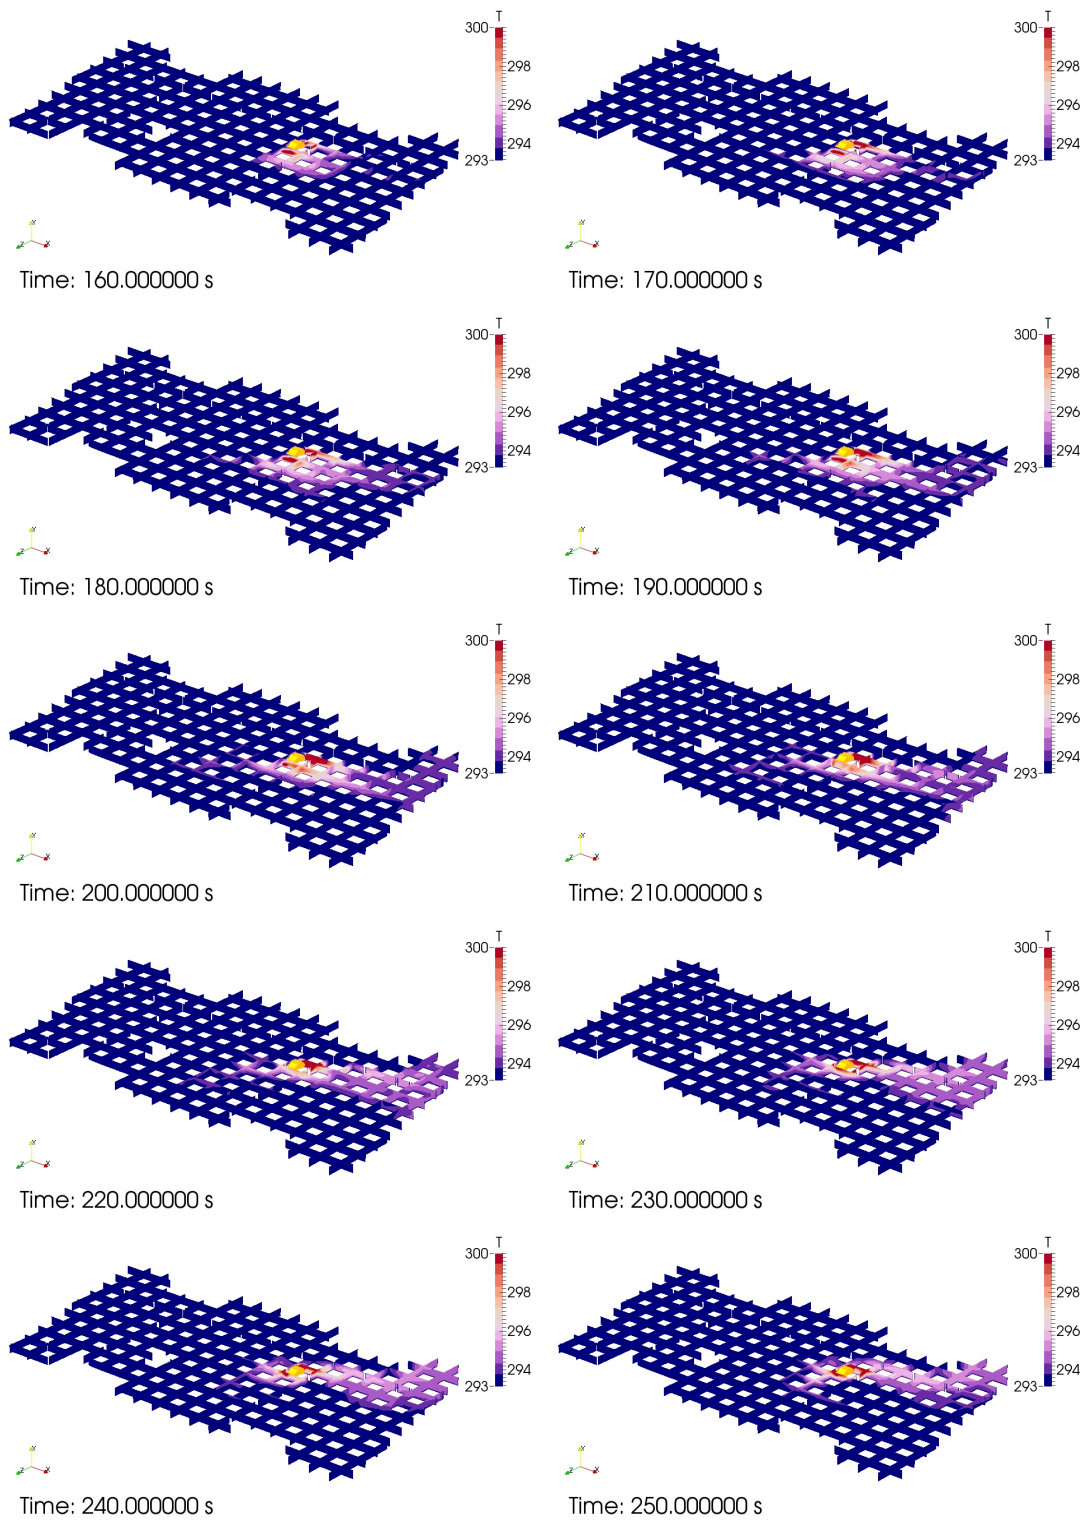 T T
300 300
298 298
296 296
294 294
293 293
Y Y
Z X Z X
Time: 160.000000 s Time: 170.000000 s
T T
300 300
298 298
296 296
294 294
293 293
Y Y
Z X Z X
Time: 180.000000 s Time: 190.000000 s
T T
300 300
298 298
296 296
294 294
293 293
Y Y
Z X Z X
Time: 200.000000 s Time: 210.000000 s
T T
300 300
298 298
296 296
294 294
293 293
Y Y
Z X Z X
Time: 220.000000 s Time: 230.000000 s
T T
300 300
298 298
296 296
294 294
293 293
Y Y
Z X Z X
Time: 240.000000 s Time: 250.000000 s